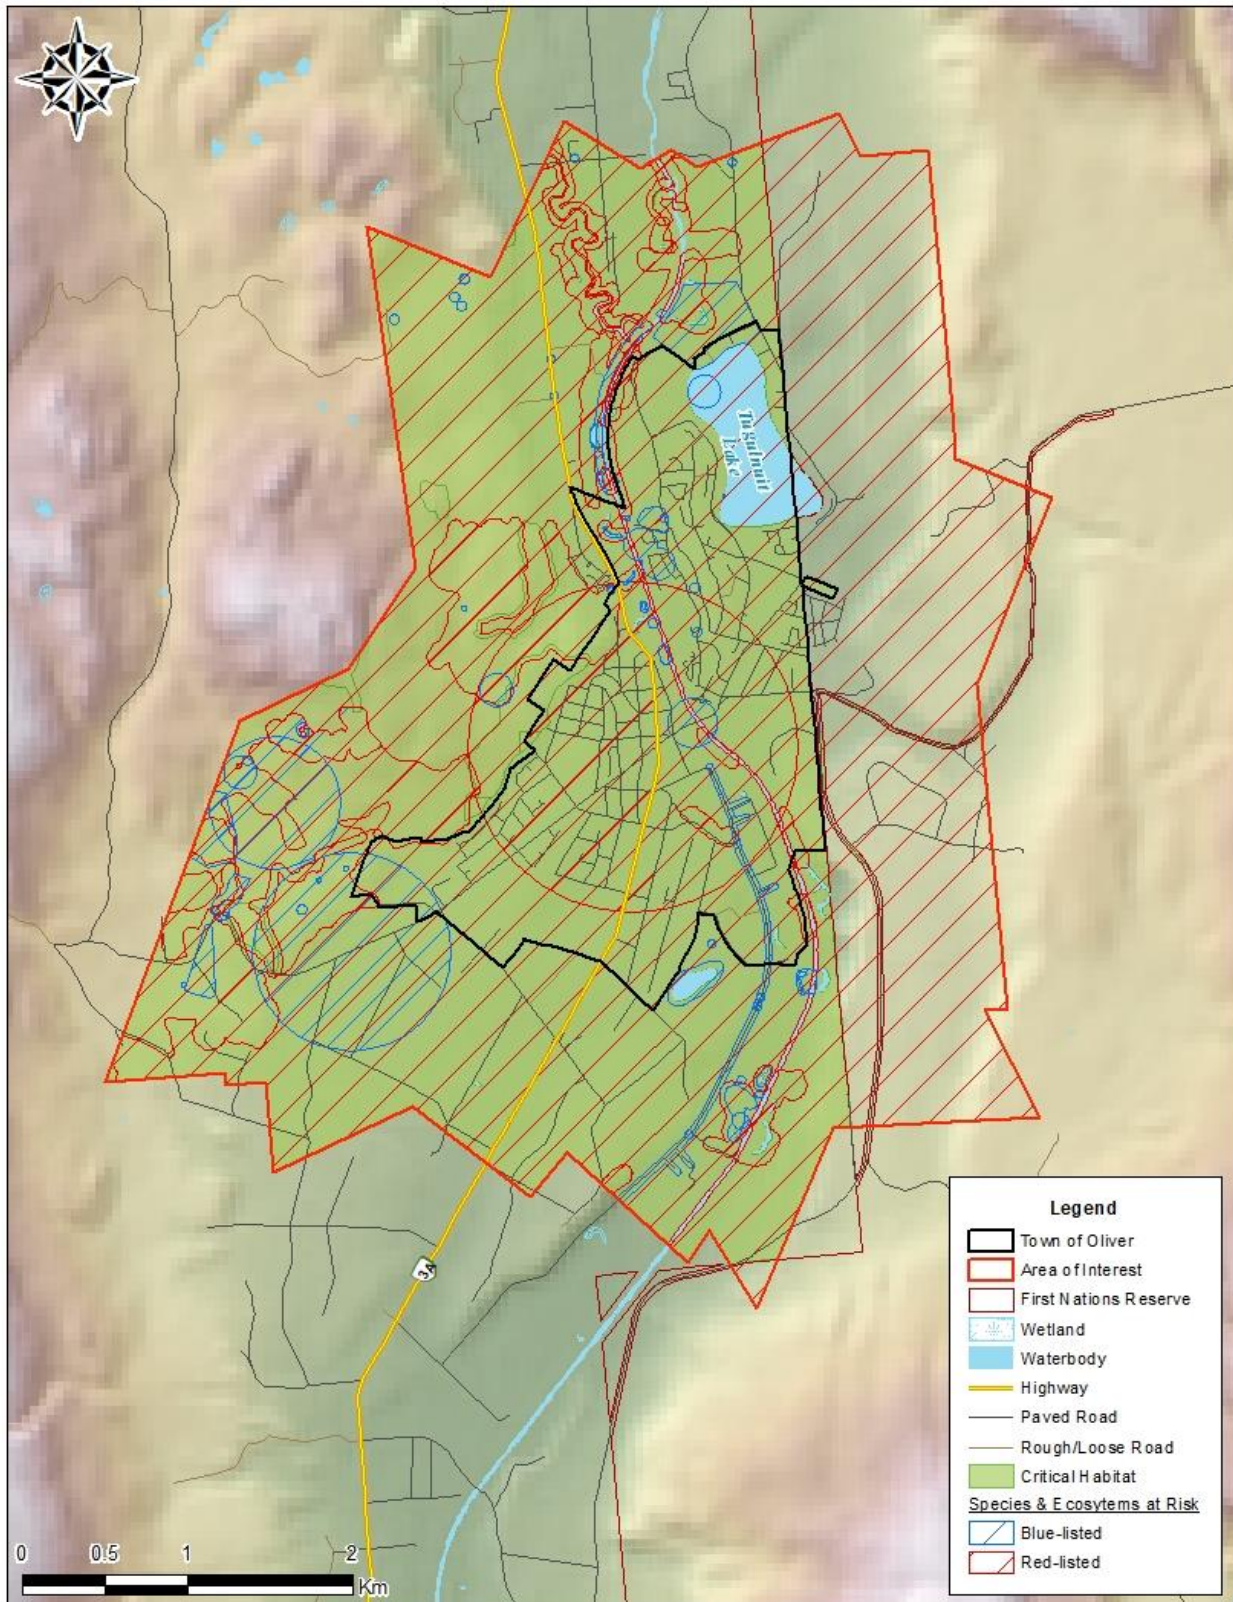 Tugulnuit
Lake
3A
Legend
Town of Oliver
Area of Interest
First Nations Reserve
Wetland
Waterbody
Highway
Paved Road
Rough/Loose Road
Critical Habitat
Species & Ecosytems at Risk
Blue-listed
Red-listed
0 0.5 1 2
Km